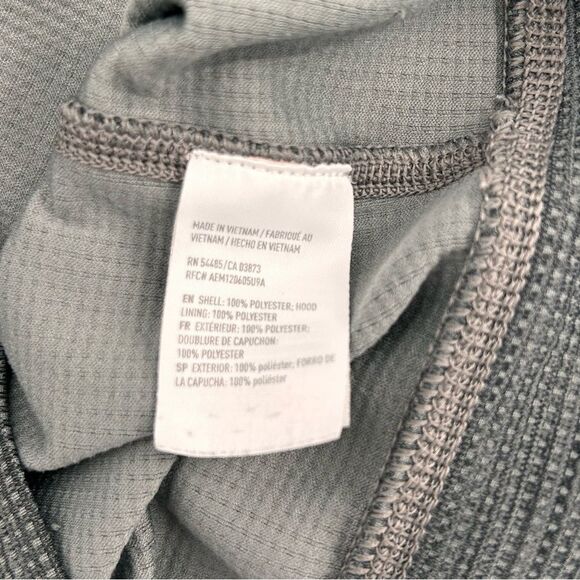 MADE IN VIETNAM / FABRIQUÉ AU
VIETNAM / HECHO EN VIETNAM
RN 54485/CA 03873
RFC# AEM120605U9A
EN SHELL: 100% POLYESTER; HOOD
LINING: 100% POLYESTER
FR EXTÉRIEUR: 100% POLYESTER;
DOUBLURE DE CAPUCHON:
100% POLYESTER
SP EXTERIOR: 100% poliéster; FORRO DE
LA CAPUCHA: 100% poliéster